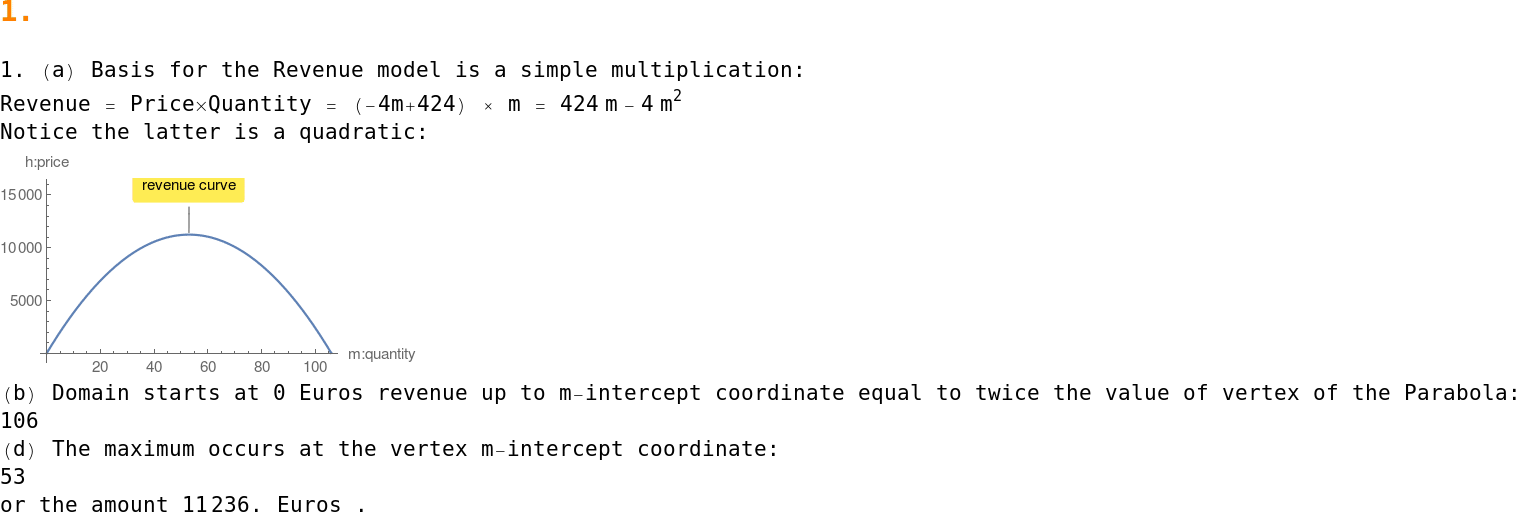 1.
1. (a) Basis for the Revenue model is a simple multiplication:
Revenue = Price×Quantity = (-4m+424) × m = 424 m - 4 m²
Notice the latter is a quadratic:
h:price
revenue curve
15000
10000
5000
20 40 60 80 100
m:quantity
(b) Domain starts at 0 Euros revenue up to m-intercept coordinate equal to twice the value of vertex of the Parabola:
106
(d) The maximum occurs at the vertex m-intercept coordinate:
53
or the amount 11236. Euros .